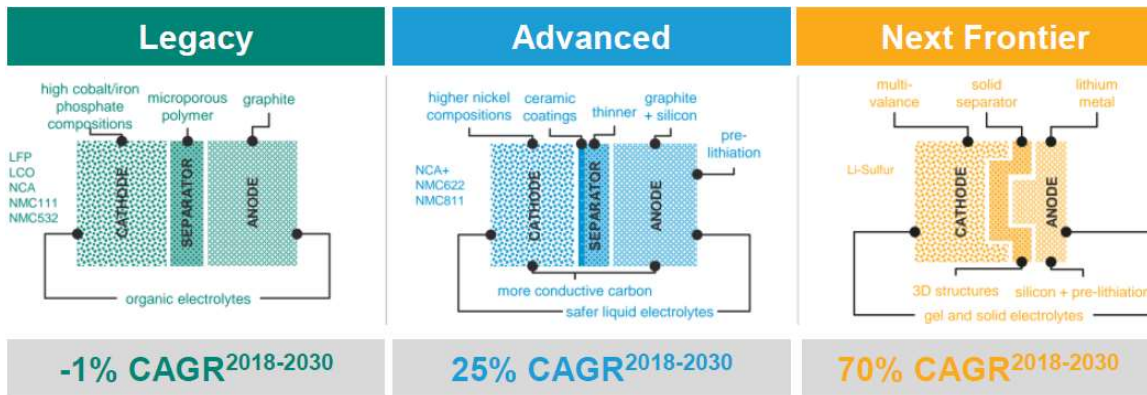 Legacy
high cobalt/iron
phosphate
compositions
microporous
polymer
graphite
LFP
LCO
NCA
NMC111
NMC532
CATHODE
SEPARATOR
ANODE
organic electrolytes
-1% CAGR2018-2030
Advanced
higher nickel
compositions
ceramic
coatings
thinner
graphite
+ silicon
pre-
lithiation
NCA+
NMC622
NMC811
CATHODE
SEPARATOR
ANODE
more conductive carbon
safer liquid electrolytes
25% CAGR2018-2030
Next Frontier
multi-
valance
solid
separator
lithium
metal
Li-Sulfur
CATHODE
ANODE
3D structures
silicon + pre-lithiation
gel and solid electrolytes
70% CAGR2018-2030